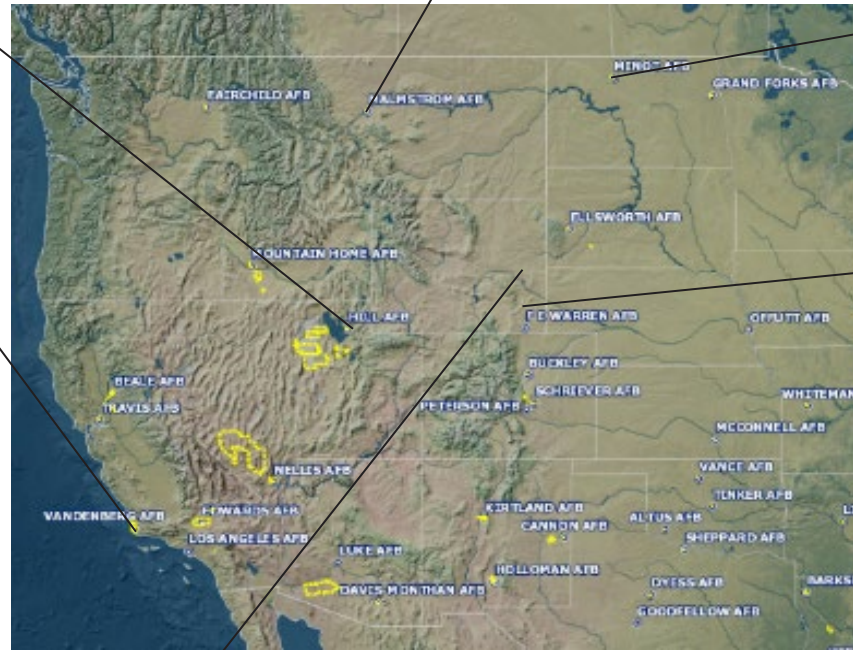 MINOT AFB
GRAND FORKS AFB
FAIRCHILD AFB
MALMSTROM AFB
ELLSWORTH AFB
MOUNTAIN HOME AFB
HILL AFB
FE WARREN AFB
OFFUTT AFB
BUCKLEY AFB
BEALE AFB
SCHRIEVER AFB
TRAVIS AFB
PETERSON AFB
WHITEMAN
MCCONNELL AFB
NELLIS AFB
VANCE AFB
VANDENBERG AFB
EDWARDS AFB
KIRTLAND AFB
TINKER AFB
CANNON AFB
ALTUS AFB
LOS ANGELES AFB
SHEPPARD AFB
LUKE AFB
HOLLOMAN AFB
DAVIS MONTHAN AFB
DYESS AFB
BARKS
GOODFELLOW AFB